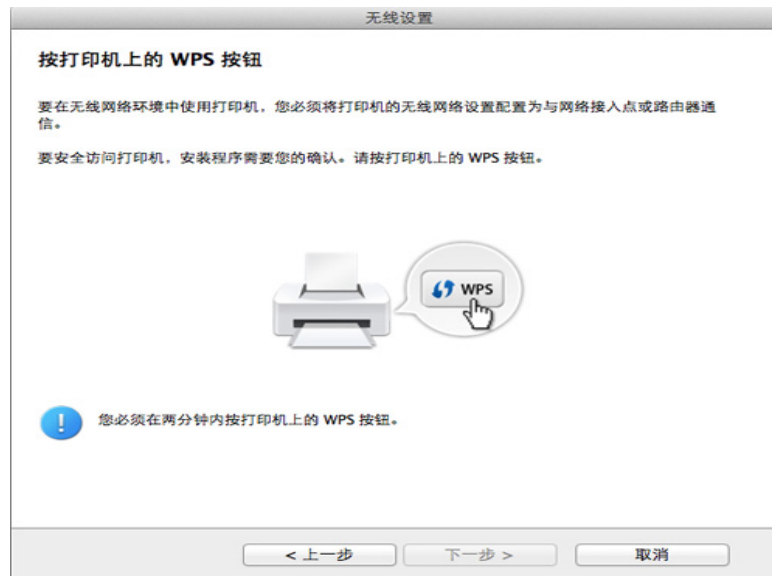 无线设置
按打印机上的 WPS 按钮
要在无线网络环境中使用打印机，您必须将打印机的无线网络设置配置为与网络接入点或路由器通
信。
要安全访问打印机，安装程序需要您的确认。请按打印机上的 WPS 按钮。
WPS
您必须在两分钟内按打印机上的 WPS 按钮。
< 上一步 下一步 > 取消